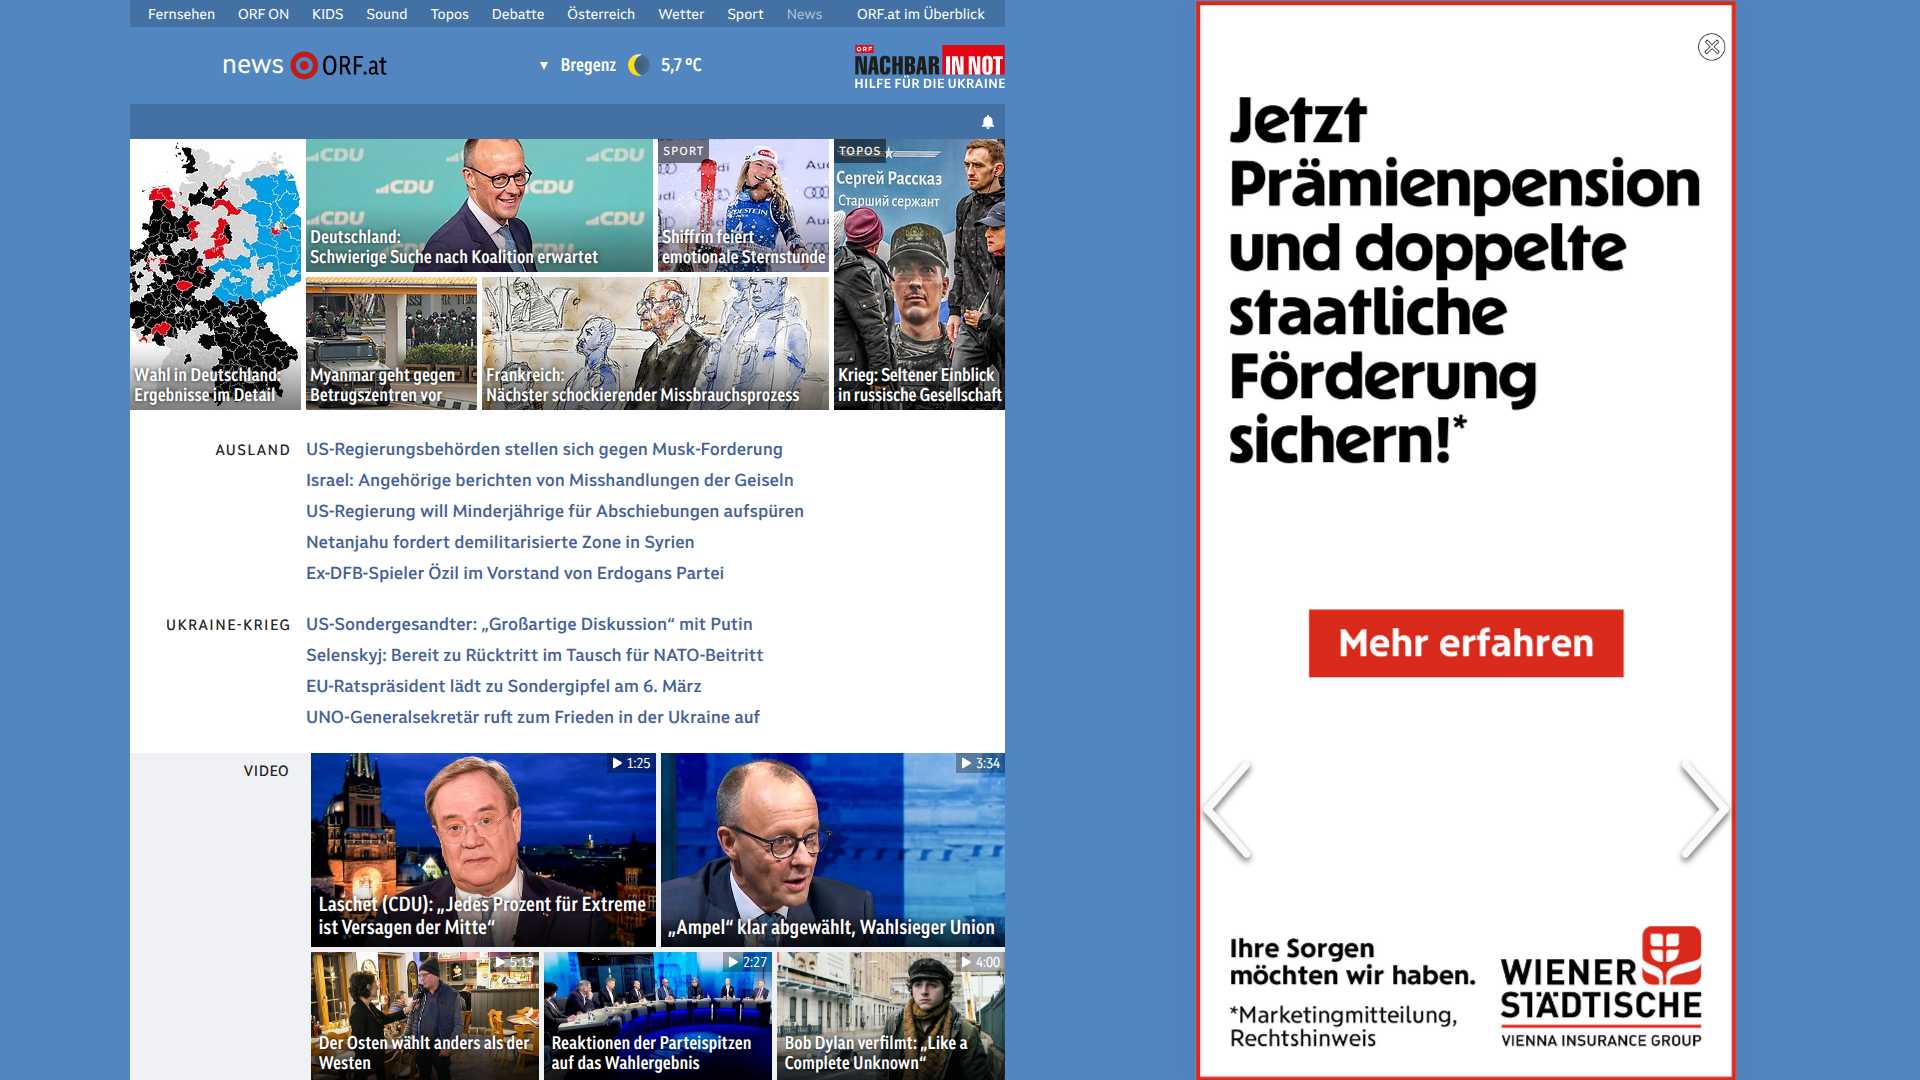 Fernsehen ORF ON KIDS Sound Topos Debatte Österreich Wetter Sport News ORF.at im Überblick
news ORF.at
▼ Bregenz 5,7 °C
ORF
NACHBAR IN NOT
HILFE FÜR DIE UKRAINE
Wahl in Deutschland:
Ergebnisse im Detail
CDU
CDU
CDU
CDU
CDU
Deutschland:
Schwierige Suche nach Koalition erwartet
SPORT
Audi
Shiffrin feiert
emotionale Sternstunde
TOPOS
Сергей Рассказ
Старший сержант
Krieg: Seltener Einblick
in russische Gesellschaft
Myanmar geht gegen
Betrugszentren vor
Frankreich:
Nächster schockierender Missbrauchsprozess
AUSLAND
US-Regierungsbehörden stellen sich gegen Musk-Forderung
Israel: Angehörige berichten von Misshandlungen der Geiseln
US-Regierung will Minderjährige für Abschiebungen aufspüren
Netanjahu fordert demilitarisierte Zone in Syrien
Ex-DFB-Spieler Özil im Vorstand von Erdogans Partei
UKRAINE-KRIEG
US-Sondergesandter: „Großartige Diskussion“ mit Putin
Selenskyj: Bereit zu Rücktritt im Tausch für NATO-Beitritt
EU-Ratspräsident lädt zu Sondergipfel am 6. März
UNO-Generalsekretär ruft zum Frieden in der Ukraine auf
VIDEO
1:25
Laschet (CDU): „Jedes Prozent für Extreme
ist Versagen der Mitte“
3:34
„Ampel“ klar abgewählt, Wahlsieger Union
5:13
Der Osten wählt anders als der
Westen
2:27
Reaktionen der Parteispitzen
auf das Wahlergebnis
4:00
Bob Dylan verfilmt: „Like a
Complete Unknown“
Jetzt
Prämienpension
und doppelte
staatliche
Förderung
sichern!*
Mehr erfahren
Ihre Sorgen
möchten wir haben.
*Marketingmitteilung,
Rechtshinweis
WIENER
STÄDTISCHE
VIENNA INSURANCE GROUP